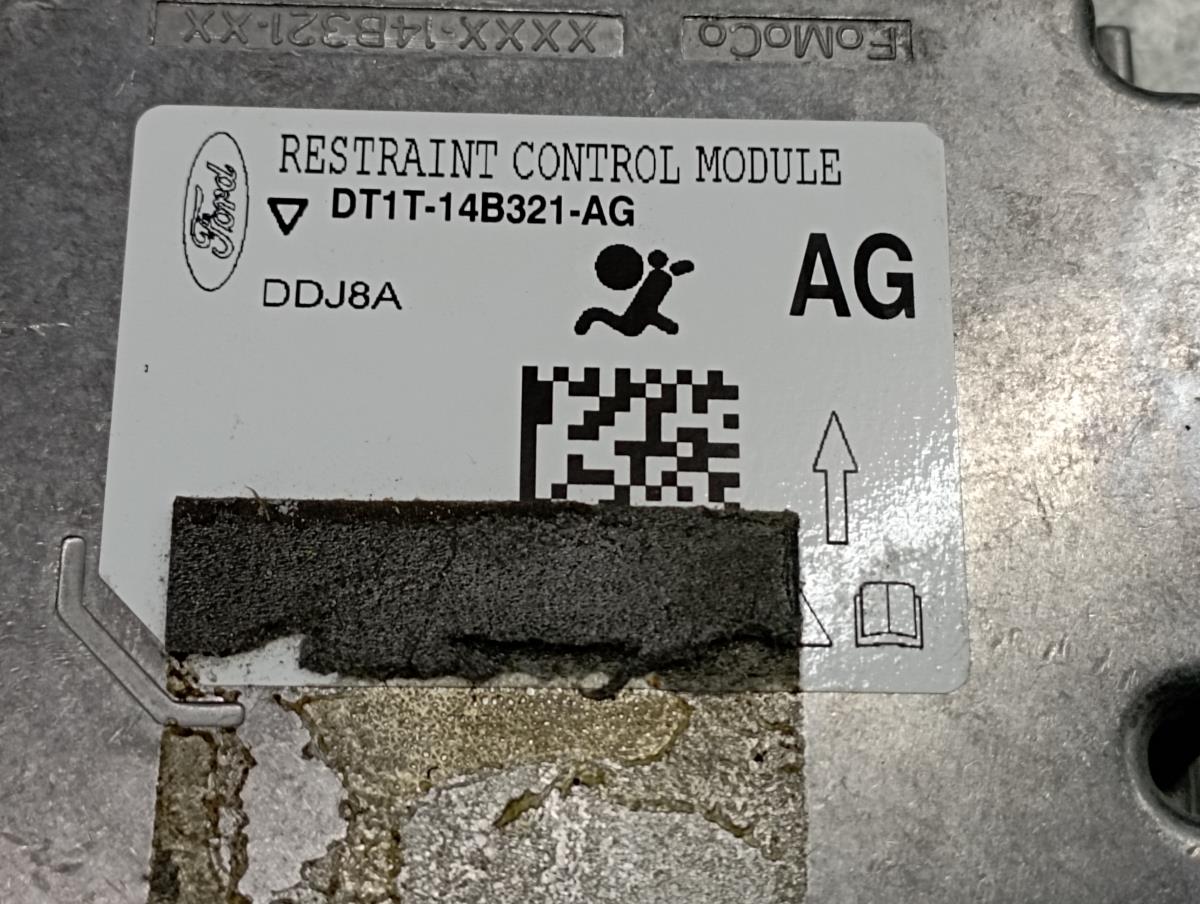 XXXX-14B321-XX
FoMoCo
Ford
RESTRAINT CONTROL MODULE
DT1T-14B321-AG
DDJ8A
AG